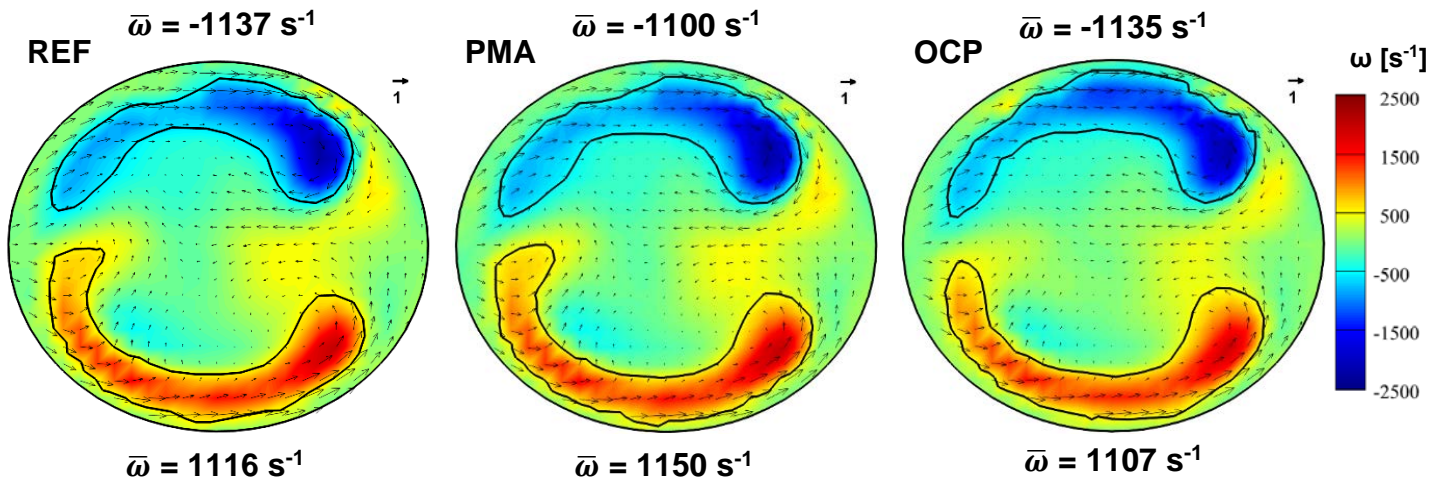 ω̅ = -1137 s⁻¹
ω̅ = -1100 s⁻¹
ω̅ = -1135 s⁻¹
REF
PMA
OCP
ω [s⁻¹]
1
1
1
2500
1500
500
-500
-1500
-2500
ω̅ = 1116 s⁻¹
ω̅ = 1150 s⁻¹
ω̅ = 1107 s⁻¹